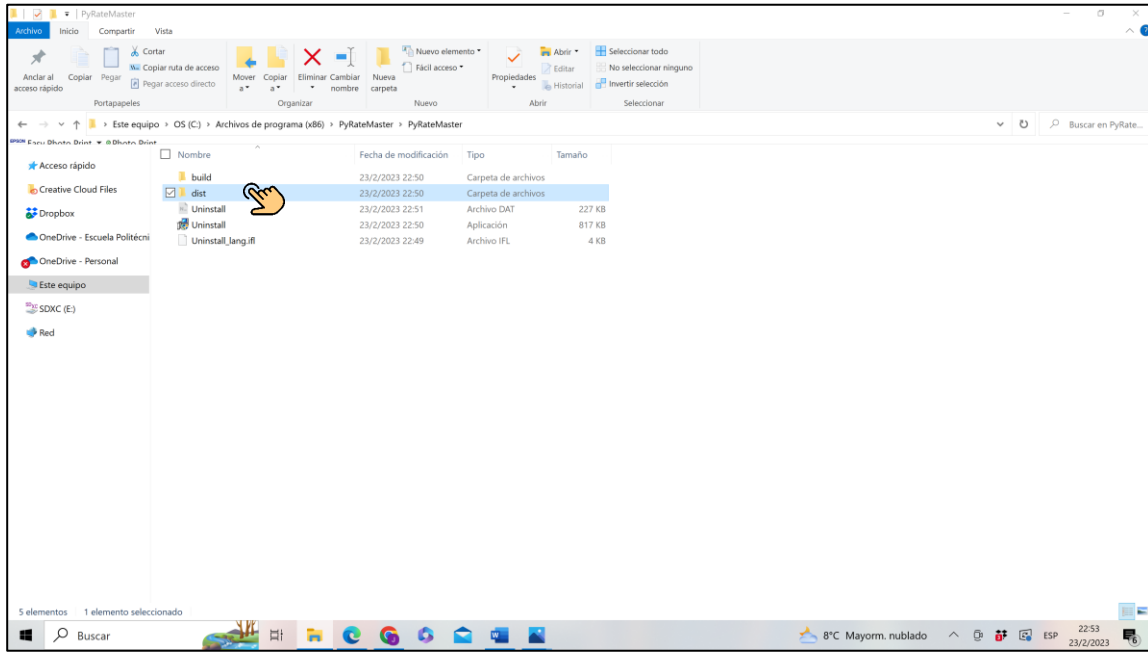 PyRateMaster
Archivo Inicio Compartir Vista
Anclar al acceso rápido
Copiar
Pegar
Cortar
Copiar ruta de acceso
Pegar acceso directo
Mover a
Copiar a
Eliminar
Cambiar nombre
Nueva carpeta
Nuevo elemento
Fácil acceso
Propiedades
Abrir
Editar
Historial
Seleccionar todo
No seleccionar ninguno
Invertir selección
Portapapeles Organizar Nuevo Abrir Seleccionar
Este equipo > OS (C:) > Archivos de programa (x86) > PyRateMaster > PyRateMaster
Buscar en PyRate...
EPSON Easy Photo Print Photo Print
Nombre Fecha de modificación Tipo Tamaño
build 23/2/2023 22:50 Carpeta de archivos
dist 23/2/2023 22:50 Carpeta de archivos
Uninstall 23/2/2023 22:51 Archivo DAT 227 KB
Uninstall 23/2/2023 22:50 Aplicación 817 KB
Uninstall_lang.ifl 23/2/2023 22:49 Archivo IFL 4 KB
Acceso rápido
Creative Cloud Files
Dropbox
OneDrive - Escuela Politécni
OneDrive - Personal
Este equipo
SDXC (E:)
Red
5 elementos 1 elemento seleccionado
Buscar
8°C Mayorm. nublado
ESP
22:53
23/2/2023
6